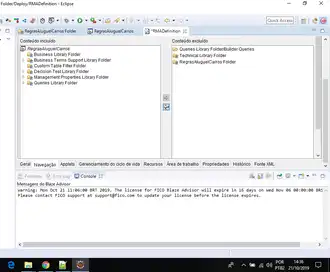 Folder/Deploy/RMADefinition - Eclipse
Quick Access
RegrasAluguelCarros Folder
RegrasAluguelCarros
*RMADefinition
Conteúdo incluído
RegrasAluguelCarros
Business Library Folder
Business Terms Support Library Folder
Custom Table Filter Folder
Decision Test Library Folder
Management Properties Library Folder
Queries Library Folder
Conteúdo excluído
Queries Library Folder/Builder Queries
Technical Library Folder
RegrasAluguelCarros Folder
Geral Navegação Applets Gerenciamento do ciclo de vida Recursos Área de trabalho Propriedades Histórico Fonte XML
Console
Mensagens do Blaze Advisor
Warning: Mon Oct 21 11:06:00 BRT 2019. The license for FICO Blaze Advisor will expire in 16 days on Wed Nov 06 00:00:00
Please contact FICO support at support@fico.com to update your license before the license expires.
POR
PTB2
14:36
21/10/2019